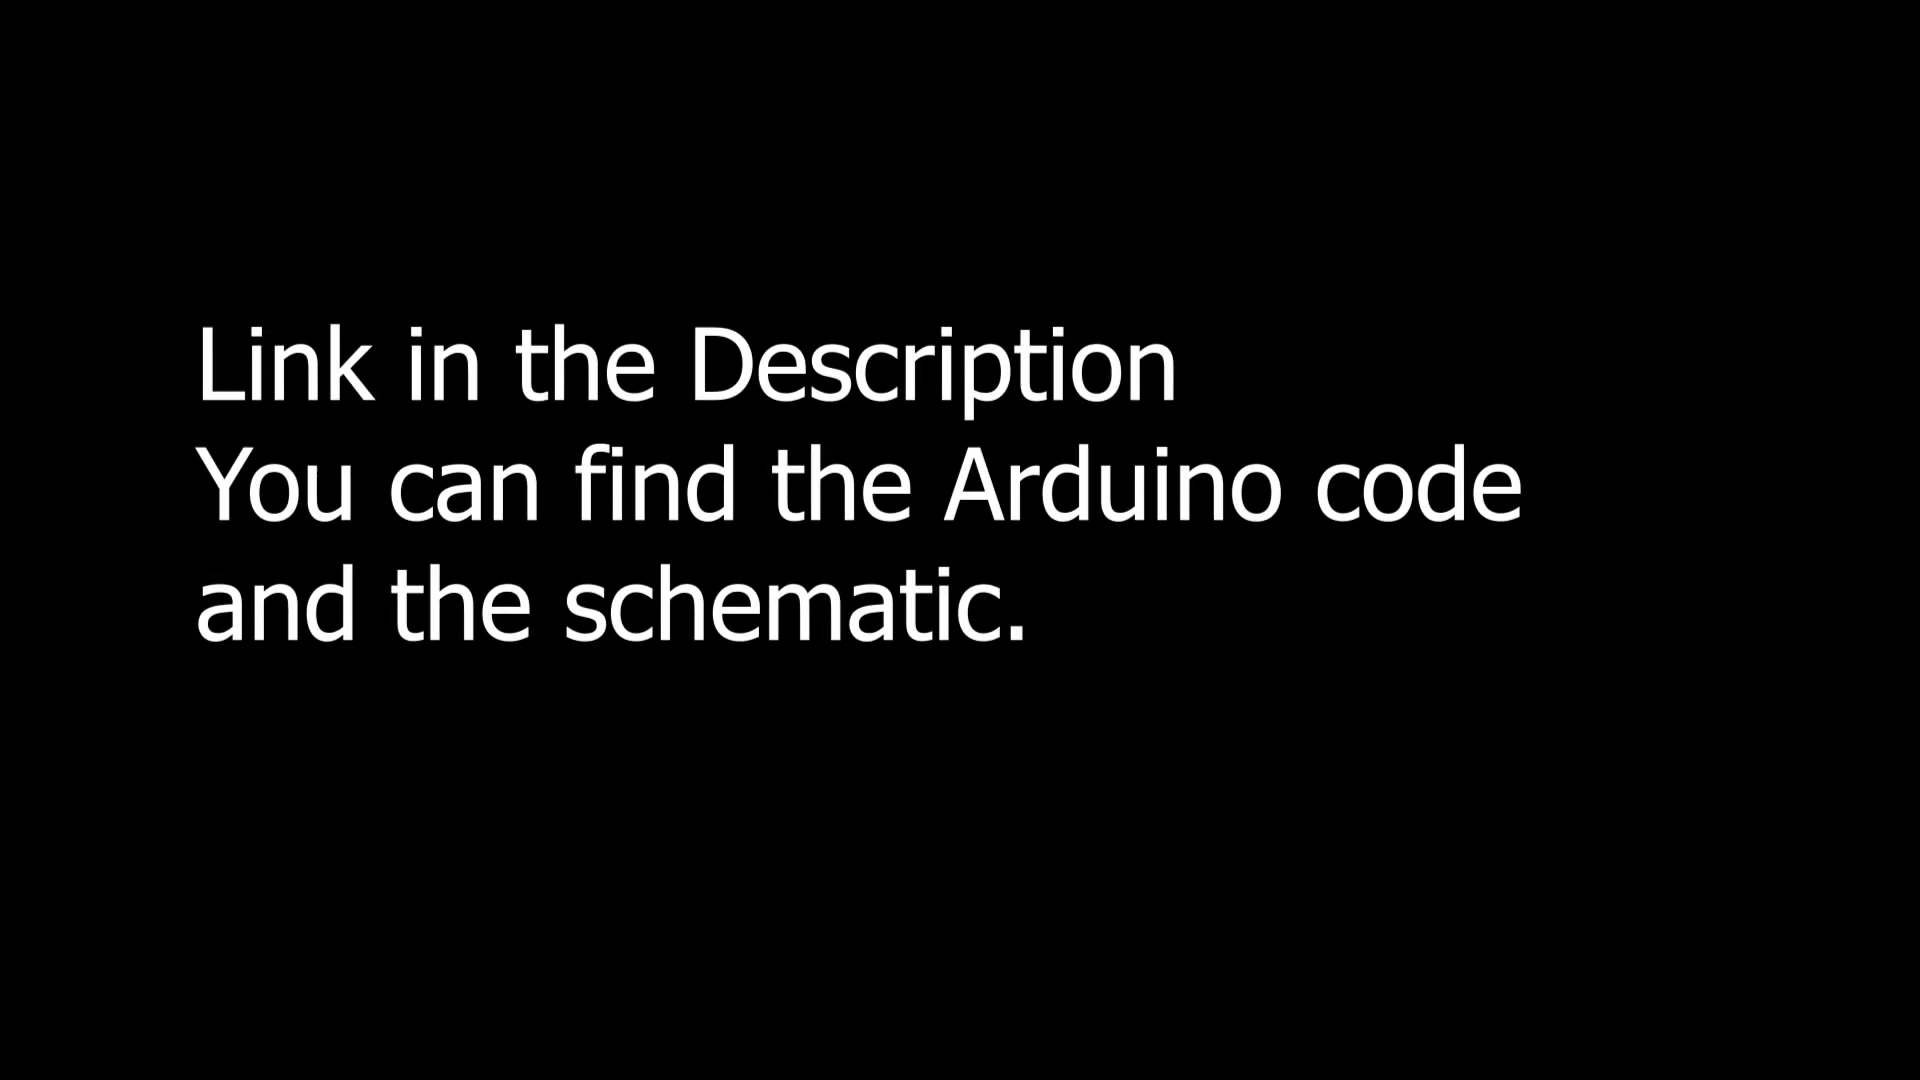 Link in the Description
You can find the Arduino code
and the schematic.